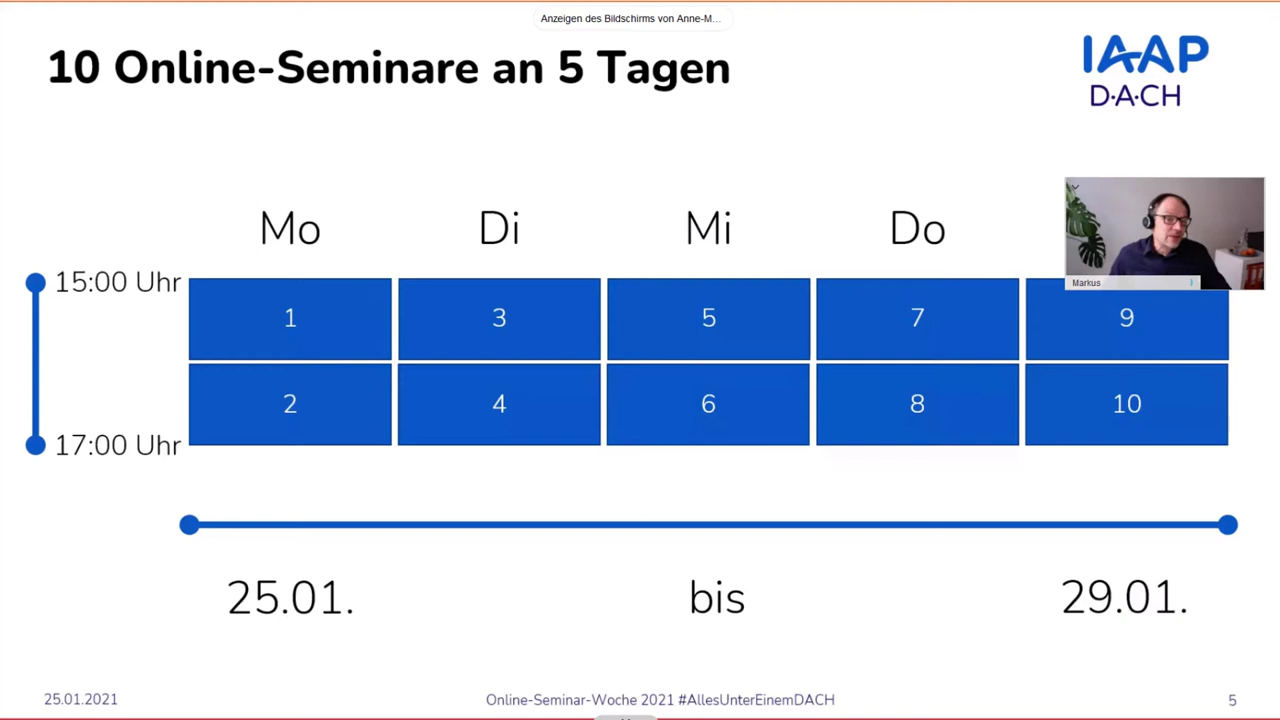 Anzeigen des Bildschirms von Anne-M...
10 Online-Seminare an 5 Tagen
IAAP
D·A·CH
Mo Di Mi Do
Markus
15:00 Uhr
1 3 5 7 9
2 4 6 8 10
17:00 Uhr
25.01. bis 29.01.
25.01.2021 Online-Seminar-Woche 2021 #AllesUnterEinemDACH 5